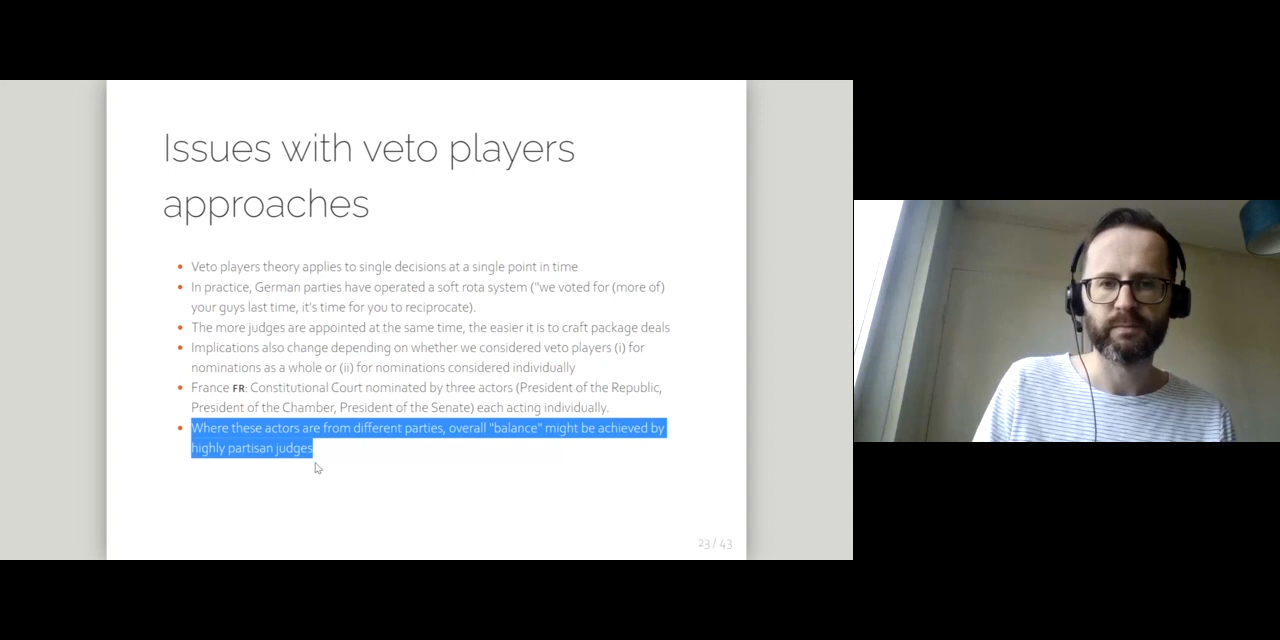 Issues with veto players
approaches
Veto players theory applies to single decisions at a single point in time
In practice, German parties have operated a soft rota system ("we voted for (more of)
your guys last time, it's time for you to reciprocate).
The more judges are appointed at the same time, the easier it is to craft package deals
Implications also change depending on whether we considered veto players (i) for
nominations as a whole or (ii) for nominations considered individually
France FR: Constitutional Court nominated by three actors (President of the Republic,
President of the Chamber, President of the Senate) each acting individually.
Where these actors are from different parties, overall "balance" might be achieved by
highly partisan judges
23 / 43